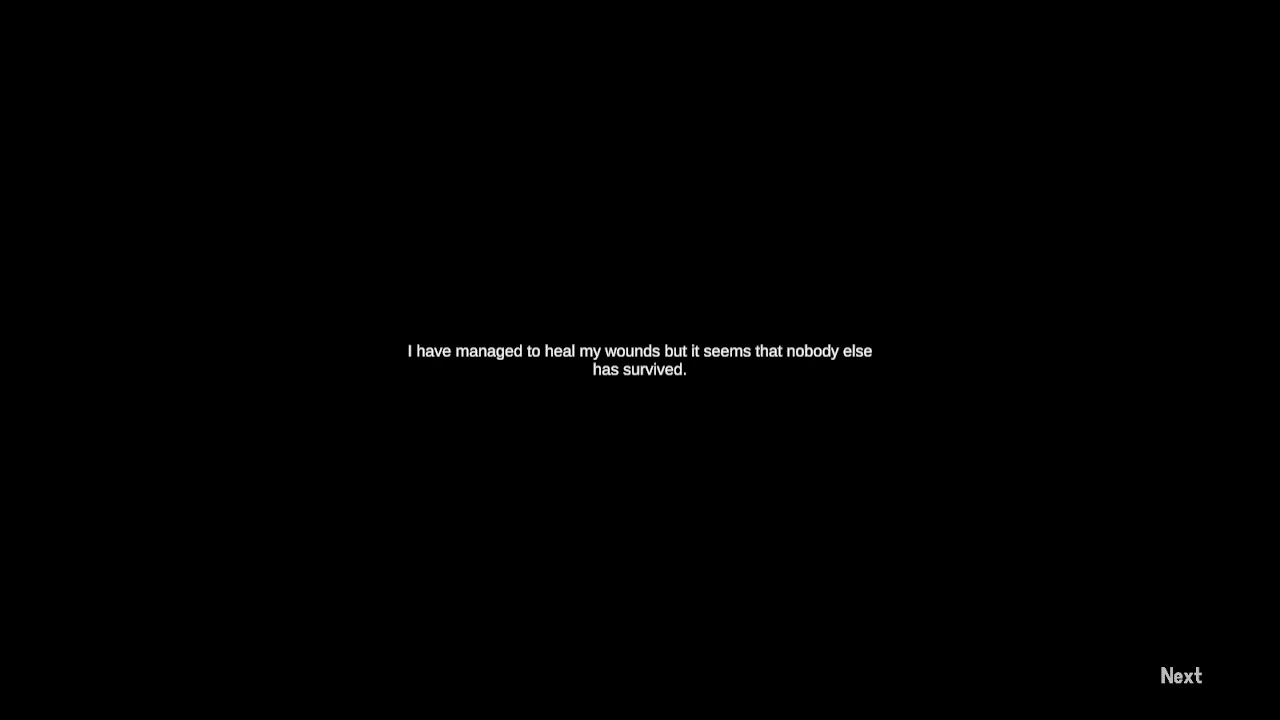 I have managed to heal my wounds but it seems that nobody else
has survived.
Next